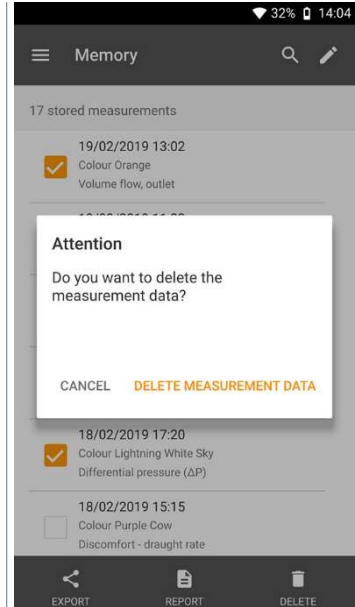 32% 14:04
Memory
17 stored measurements
19/02/2019 13:02
Colour Orange
Volume flow, outlet
Attention
Do you want to delete the
measurement data?
CANCEL DELETE MEASUREMENT DATA
18/02/2019 17:20
Colour Lightning White Sky
Differential pressure (ΔP)
18/02/2019 15:15
Colour Purple Cow
Discomfort - draught rate
EXPORT REPORT DELETE